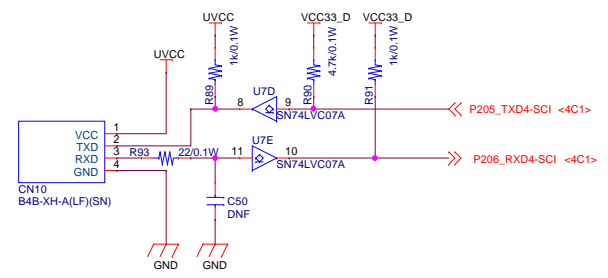 UVCC VCC33_D VCC33_D
UVCC
R89 1k/0.1W
R90 4.7k/0.1W
R91 1k/0.1W
U7D
8 9
SN74LVC07A
P205_TXD4-SCI <4C1>
VCC 1
TXD 2
RXD 3
GND 4
R93 22/0.1W
U7E
11 10
SN74LVC07A
P206_RXD4-SCI <4C1>
CN10
B4B-XH-A(LF)(SN)
C50
DNF
GND GND